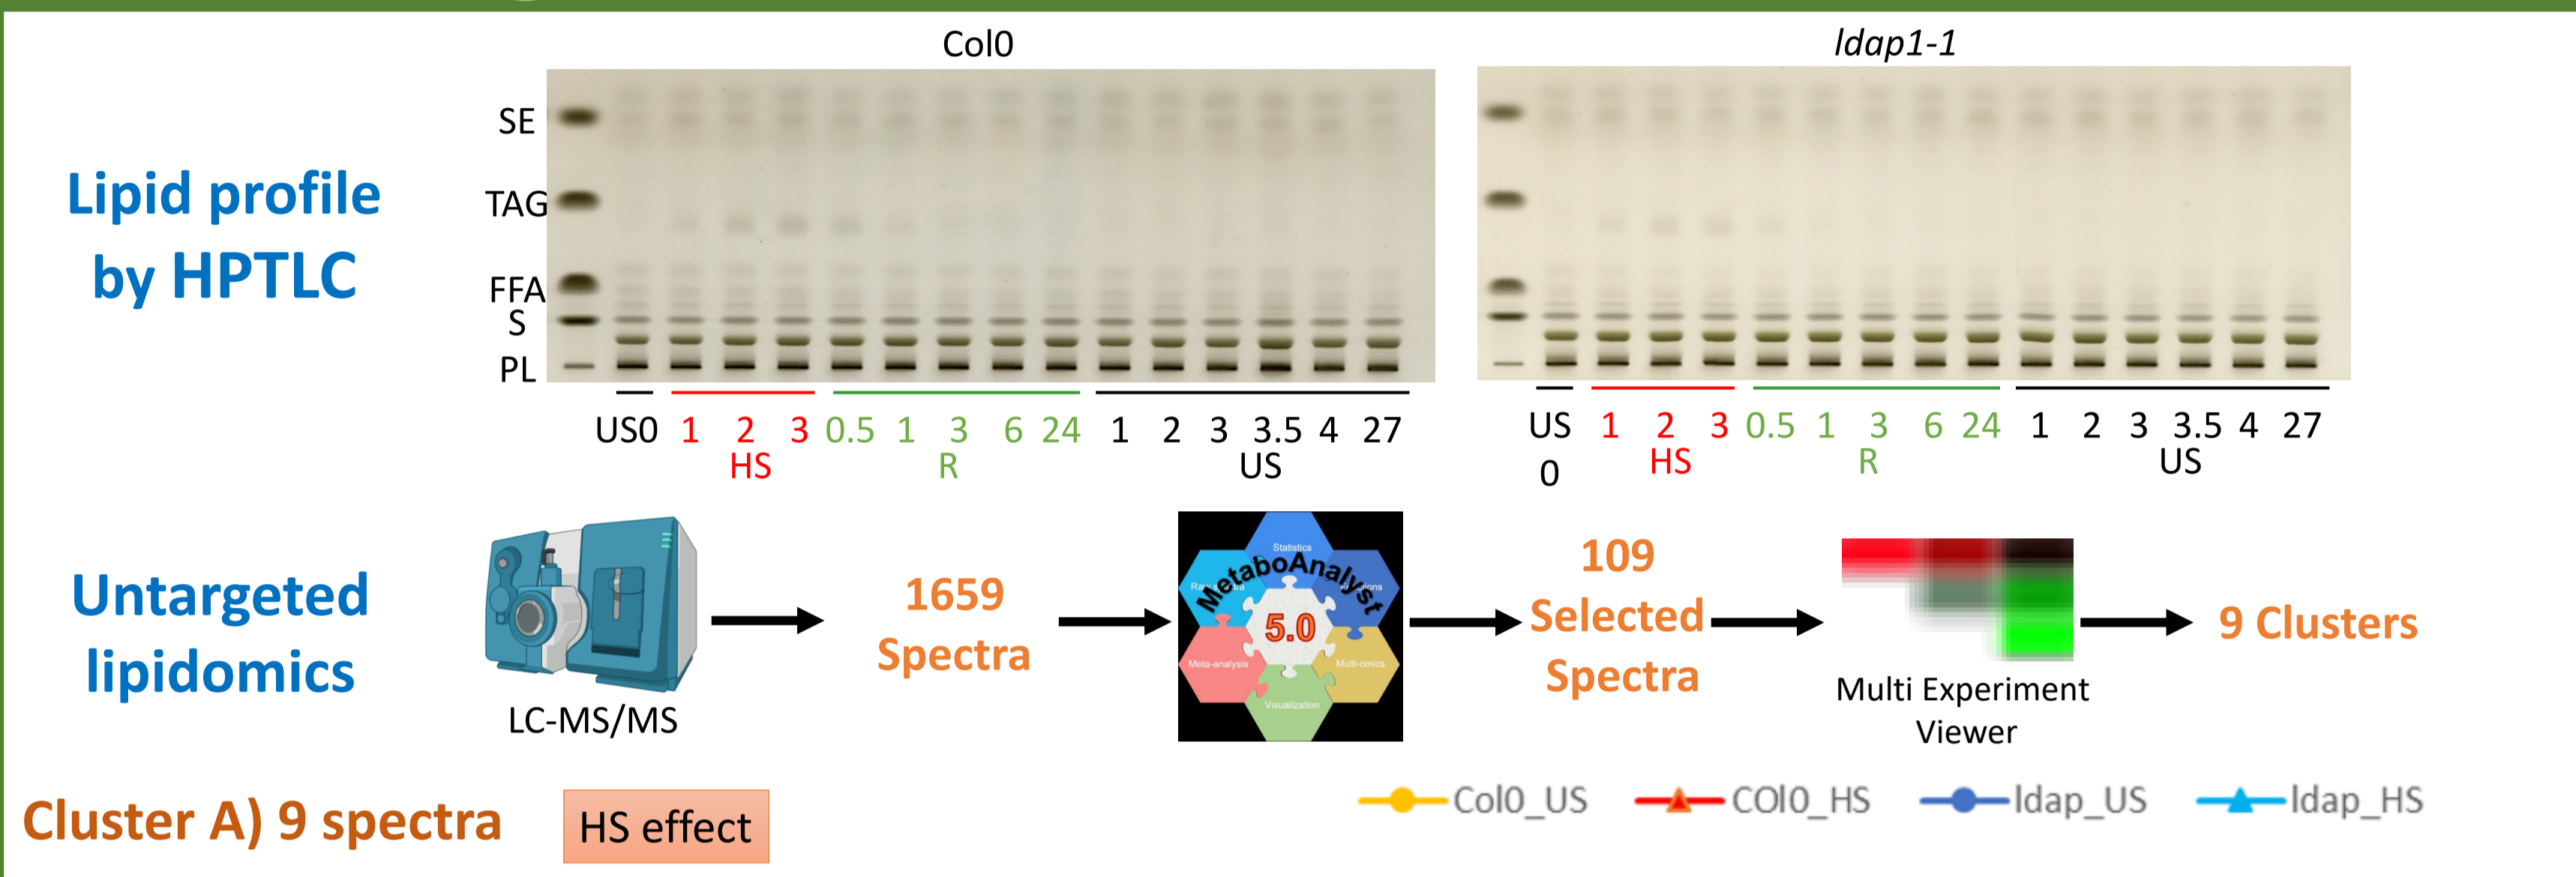 Col0
ldap1-1
Lipid profile
by HPTLC
SE
TAG
FFA
S
PL
US0 1 2 3 0.5 1 3 6 24 1 2 3 3.5 4 27
HS R US
US 1 2 3 0.5 1 3 6 24 1 2 3 3.5 4 27
0 HS R US
Untargeted
lipidomics
LC-MS/MS
1659
Spectra
Statistics
MetaboAnalyst
5.0
Meta-analysis
Multi-omics
Visualization
109
Selected
Spectra
Multi Experiment
Viewer
9 Clusters
Cluster A) 9 spectra
HS effect
Col0_US
COl0_HS
ldap_US
ldap_HS